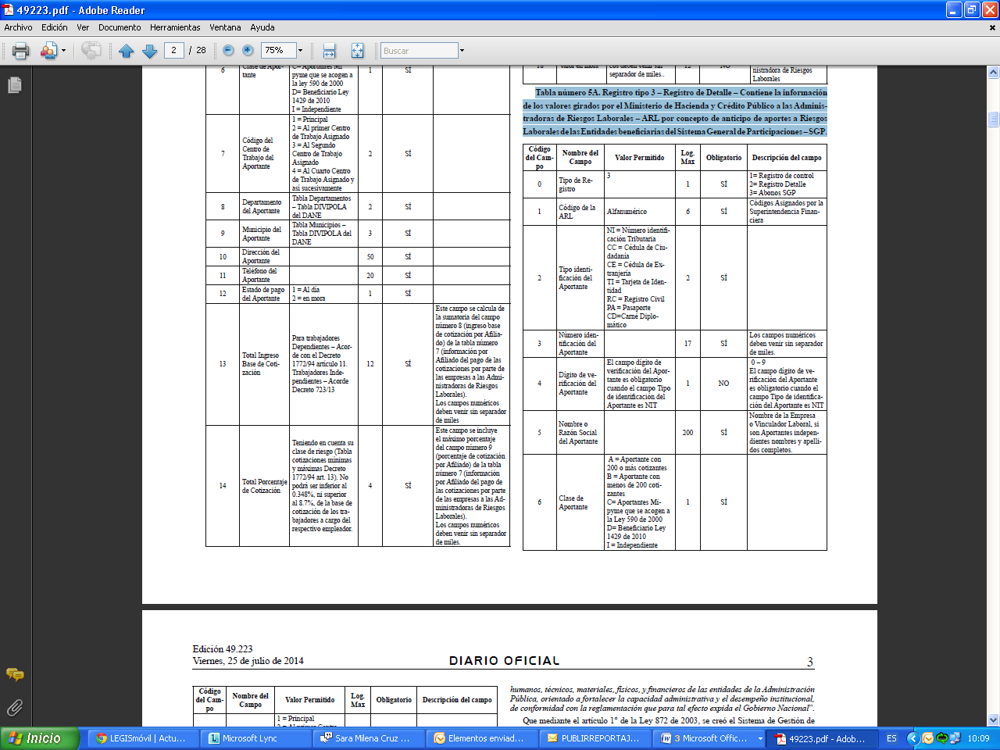 49223.pdf - Adobe Reader
Archivo Edición Ver Documento Herramientas Ventana Ayuda
2 / 28 75% Buscar
6
Clase de Apor-
tante
C= Aportantes Mi-
pyme que se acogen a
la ley 590 de 2000
D= Beneficiario Ley
1429 de 2010
I = Independiente
1
SÍ
7
Código del
Centro de
Trabajo del
Aportante
1 = Principal
2 = Al primer Centro
de Trabajo Asignado
3 = Al Segundo
Centro de Trabajo
Asignado
4 = Al Cuarto Centro
de Trabajo Asignado y
así sucesivamente
2
SÍ
8
Departamento
del Aportante
Tabla Departamentos
– Tabla DIVIPOLA
del DANE
2
SÍ
9
Municipio del
Aportante
Tabla Municipios –
Tabla DIVIPOLA del
DANE
3
SÍ
10
Dirección del
Aportante
50
SÍ
11
Teléfono del
Aportante
20
SÍ
12
Estado de pago
del Aportante
1 = Al día
2 = en mora
1
SÍ
13
Total Ingreso
Base de Coti-
zación
Para trabajadores
Dependientes – Acor-
de con el Decreto
1772/94 artículo 11.
Trabajadores Inde-
pendientes – Acorde
Decreto 723/13
12
SÍ
Este campo se calcula de
la sumatoria del campo
número 8 (ingreso base
de cotización por Afilia-
do) de la tabla número
7 (información por
Afiliado del pago de las
cotizaciones por parte de
las empresas a las Admi-
nistradoras de Riesgos
Laborales).
Los campos numéricos
deben venir sin separador
de miles
14
Total Porcentaje
de Cotización
Teniendo en cuenta su
clase de riesgo (Tabla
cotizaciones mínimas
y máximas Decreto
1772/94 art. 13). No
podrá ser inferior al
0.348%, ni superior
al 8.7%, de la base de
cotización de los tra-
bajadores a cargo del
respectivo empleador.
4
SÍ
Este campo se incluye
el máximo porcentaje
del campo número 9
(porcentaje de cotización
por Afiliado) de la tabla
número 7 (información
por Afiliado del pago de
las cotizaciones por parte
de las empresas a las Ad-
ministradoras de Riesgos
Laborales).
Los campos numéricos
deben venir sin separador
de miles.
valor en mora
cos deben venir sin
separador de miles..
12
NO
nistradora de Riesgos
Laborales
Tabla número 5A. Registro tipo 3 – Registro de Detalle – Contiene la información
de los valores girados por el Ministerio de Hacienda y Crédito Público a las Adminis-
tradoras de Riesgos Laborales – ARL por concepto de anticipo de aportes a Riesgos
Laborales de las Entidades beneficiarias del Sistema General de Participaciones – SGP.
Código
del Cam-
po
Nombre del
Campo
Valor Permitido
Log.
Max
Obligatorio
Descripción del campo
0
Tipo de Re-
gistro
3
1
SÍ
1= Registro de control
2= Registro Detalle
3= Abonos SGP
1
Código de la
ARL
Alfanumérico
6
SÍ
Códigos Asignados por la
Superintendencia Finan-
ciera
2
Tipo identi-
ficación del
Aportante
NI = Número identifi-
cación Tributaria
CC = Cédula de Ciu-
dadanía
CE = Cédula de Ex-
tranjería
TI = Tarjeta de Iden-
tidad
RC = Registro Civil
PA = Pasaporte
CD=Carné Diplo-
mático
2
SÍ
3
Número iden-
tificación del
Aportante
17
SÍ
Los campos numéricos
deben venir sin separador
de miles.
4
Dígito de ve-
rificación del
Aportante
El campo dígito de
verificación del Apor-
tante es obligatorio
cuando el campo Tipo
de identificación del
Aportante es NIT
1
NO
0 – 9
El campo dígito de ve-
rificación del Aportante
es obligatorio cuando el
campo Tipo de identifica-
ción del Aportante es NIT
5
Nombre o
Razón Social
del Aportante
200
SÍ
Nombre de la Empresa
o Vinculador Laboral, si
son Aportantes indepen-
dientes nombres y apelli-
dos completos.
6
Clase de
Aportante
A = Aportante con
200 o más cotizantes
B = Aportante con
menos de 200 coti-
zantes
C= Aportantes Mi-
pyme que se acogen a
la Ley 590 de 2000
D= Beneficiario Ley
1429 de 2010
I = Independiente
1
SÍ
Edición 49.223
Viernes, 25 de julio de 2014
DIARIO OFICIAL
3
Código
del Cam-
po
Nombre del
Campo
Valor Permitido
Log.
Max
Obligatorio
Descripción del campo
1 = Principal
humanos, técnicos, materiales, físicos, y financieros de las entidades de la Administración
Pública, orientado a fortalecer la capacidad administrativa y el desempeño institucional,
de conformidad con la reglamentación que para tal efecto expida el Gobierno Nacional”.
Que mediante el artículo 1° de la Ley 872 de 2003, se creó el Sistema de Gestión de
Inicio
LEGISmóvil | Actu...
Microsoft Lync
Sara Milena Cruz ...
Elementos enviad...
PUBLIRREPORTAJ...
3 Microsoft Offic...
49223.pdf - Adob...
ES
10:09